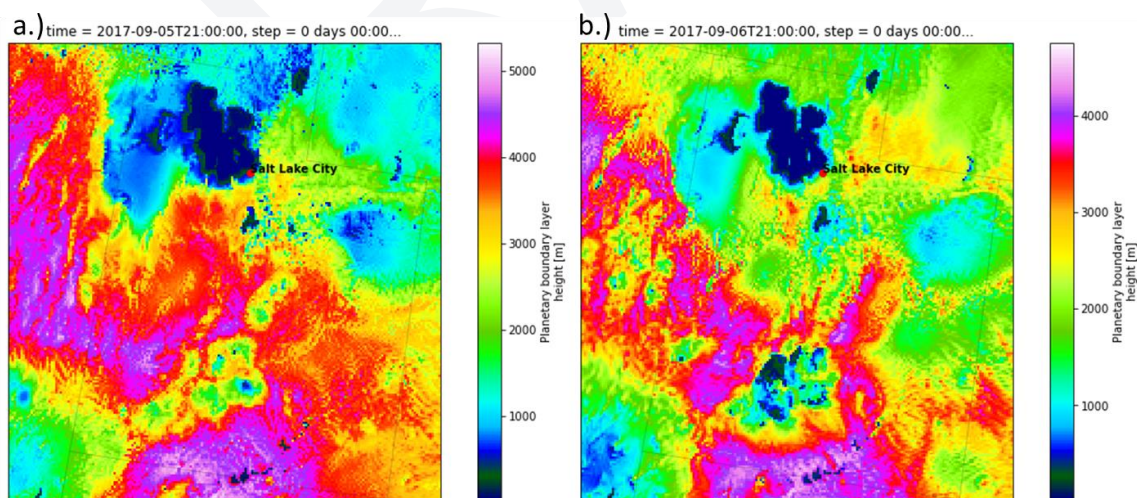 a.) time = 2017-09-05T21:00:00, step = 0 days 00:00...
Salt Lake City
5000
4000
3000
2000
1000
Planetary boundary layer
height [m]
b.) time = 2017-09-06T21:00:00, step = 0 days 00:00...
Salt Lake City
4000
3000
2000
1000
Planetary boundary layer
height [m]